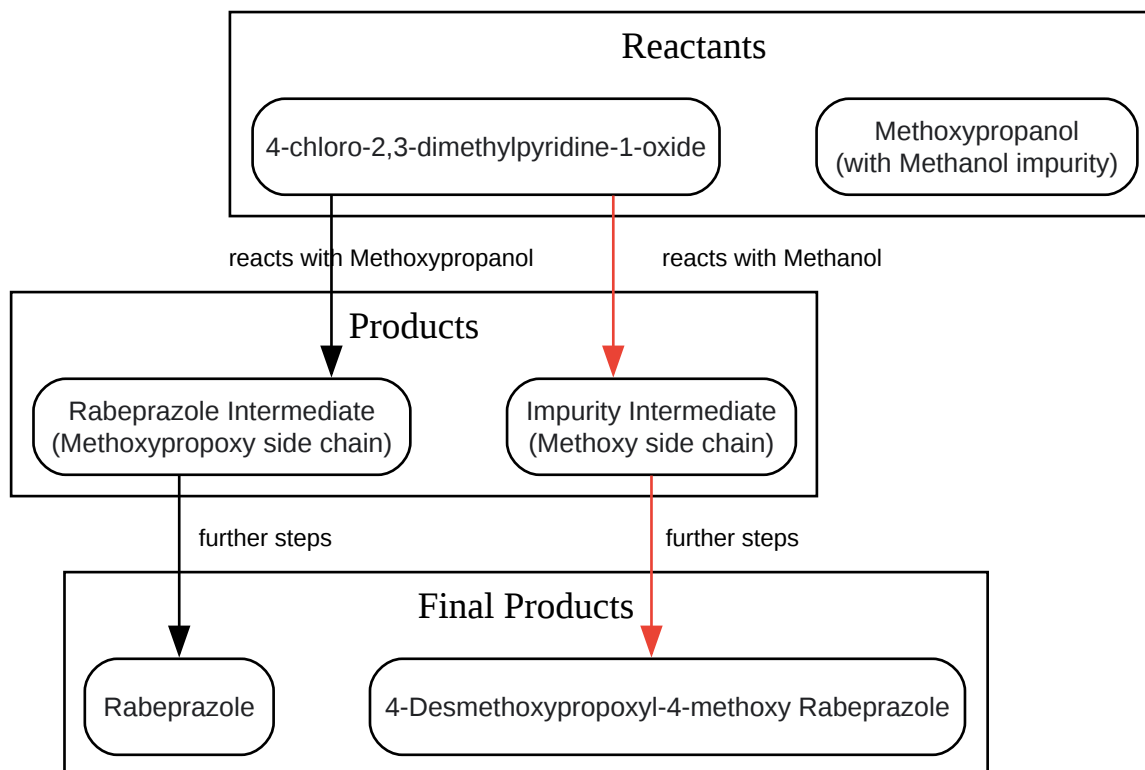 Reactants
4-chloro-2,3-dimethylpyridine-1-oxide
Methoxypropanol
(with Methanol impurity)
reacts with Methoxypropanol
reacts with Methanol
Products
Rabeprazole Intermediate
(Methoxypropoxy side chain)
Impurity Intermediate
(Methoxy side chain)
further steps
further steps
Final Products
Rabeprazole
4-Desmethoxypropoxyl-4-methoxy Rabeprazole